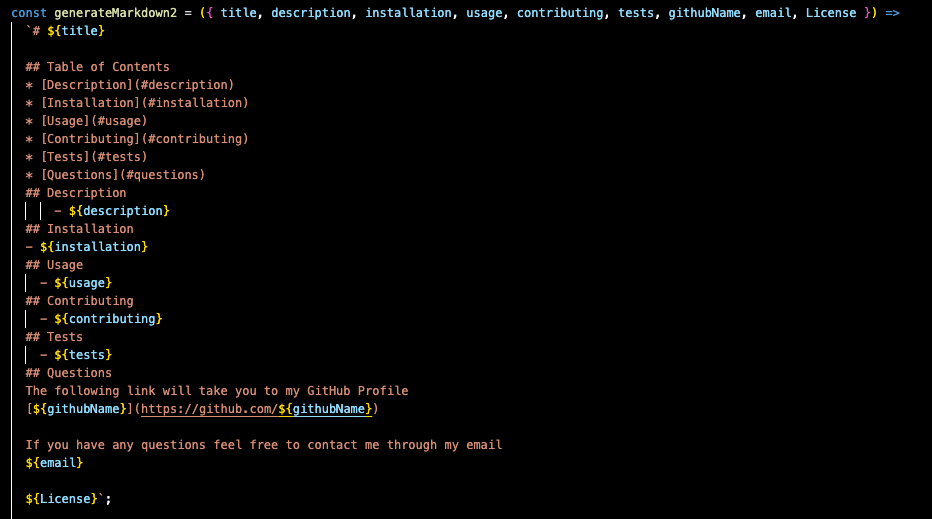 const generateMarkdown2 = ({ title, description, installation, usage, contributing, tests, githubName, email, License }) =>
`# ${title}
## Table of Contents
* [Description](#description)
* [Installation](#installation)
* [Usage](#usage)
* [Contributing](#contributing)
* [Tests](#tests)
* [Questions](#questions)
## Description
- ${description}
## Installation
- ${installation}
## Usage
- ${usage}
## Contributing
- ${contributing}
## Tests
- ${tests}
## Questions
The following link will take you to my GitHub Profile
[${githubName}](https://github.com/${githubName})
If you have any questions feel free to contact me through my email
${email}
${License}`;